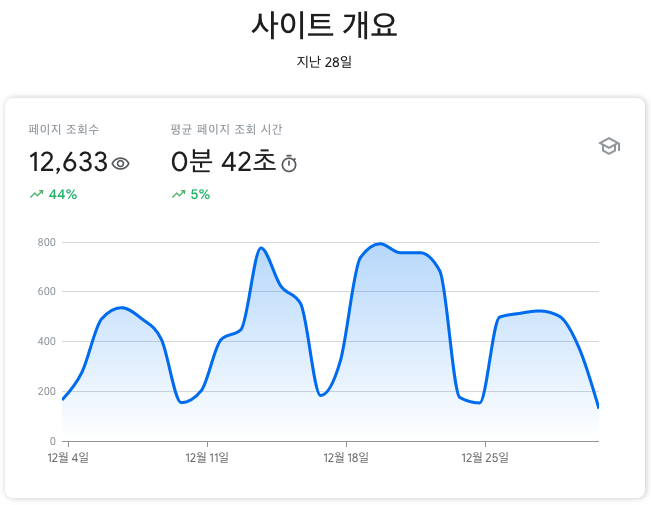 사이트 개요
지난 28일
페이지 조회수
평균 페이지 조회 시간
12,633
0분 42초
44%
5%
800
600
400
200
0
12월 4일
12월 11일
12월 18일
12월 25일